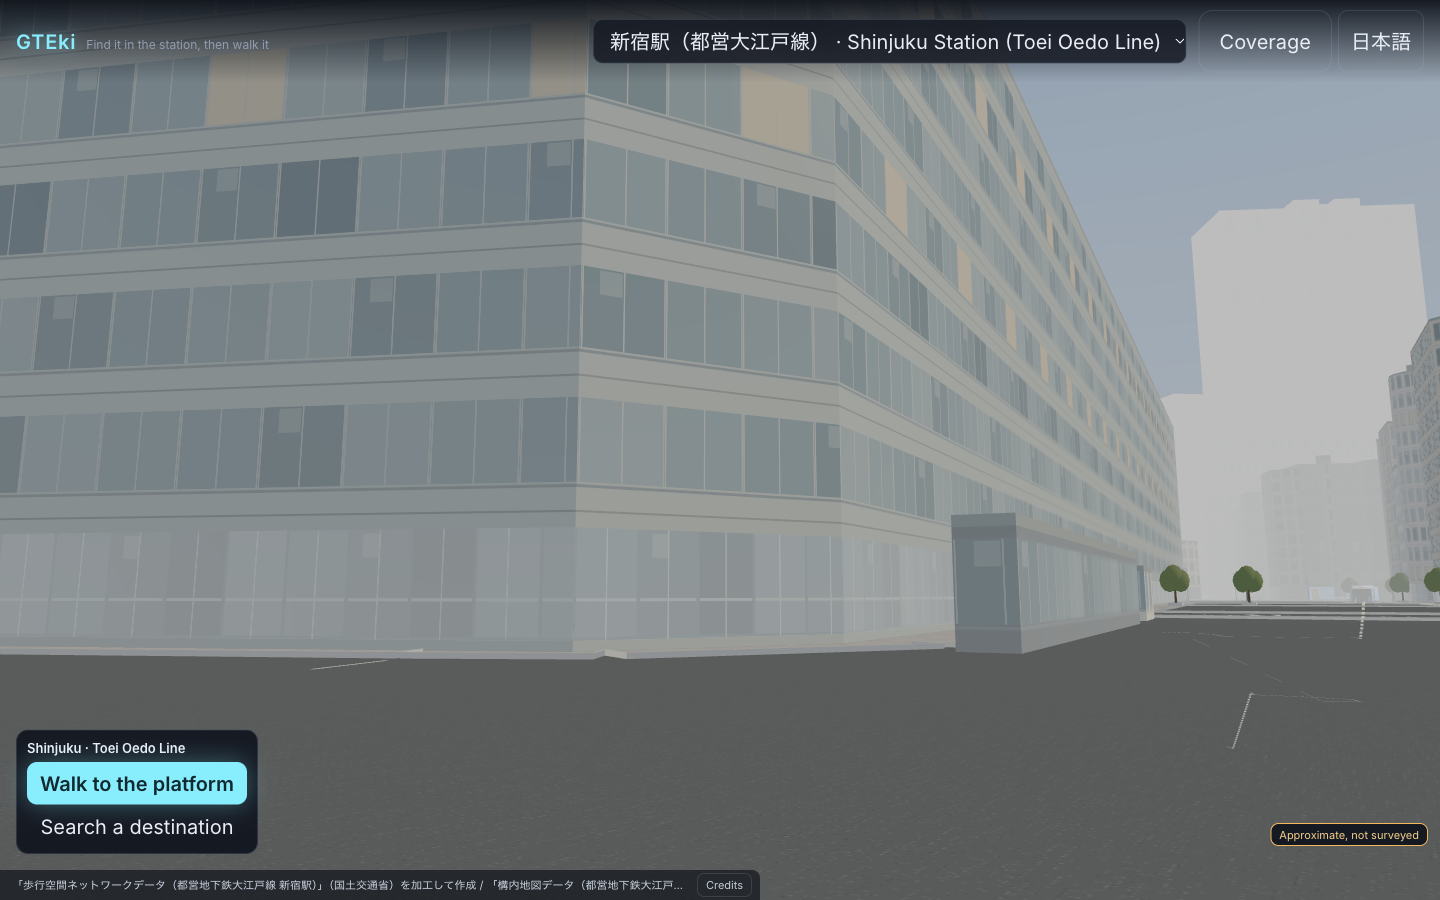 GTEki Find it in the station, then walk it
新宿駅（都営大江戸線） · Shinjuku Station (Toei Oedo Line)
Coverage
日本語
Shinjuku · Toei Oedo Line
Walk to the platform
Search a destination
Approximate, not surveyed
「歩行空間ネットワークデータ（都営地下鉄大江戸線 新宿駅）」（国土交通省）を加工して作成 / 「構内地図データ（都営地下鉄大江戸...
Credits